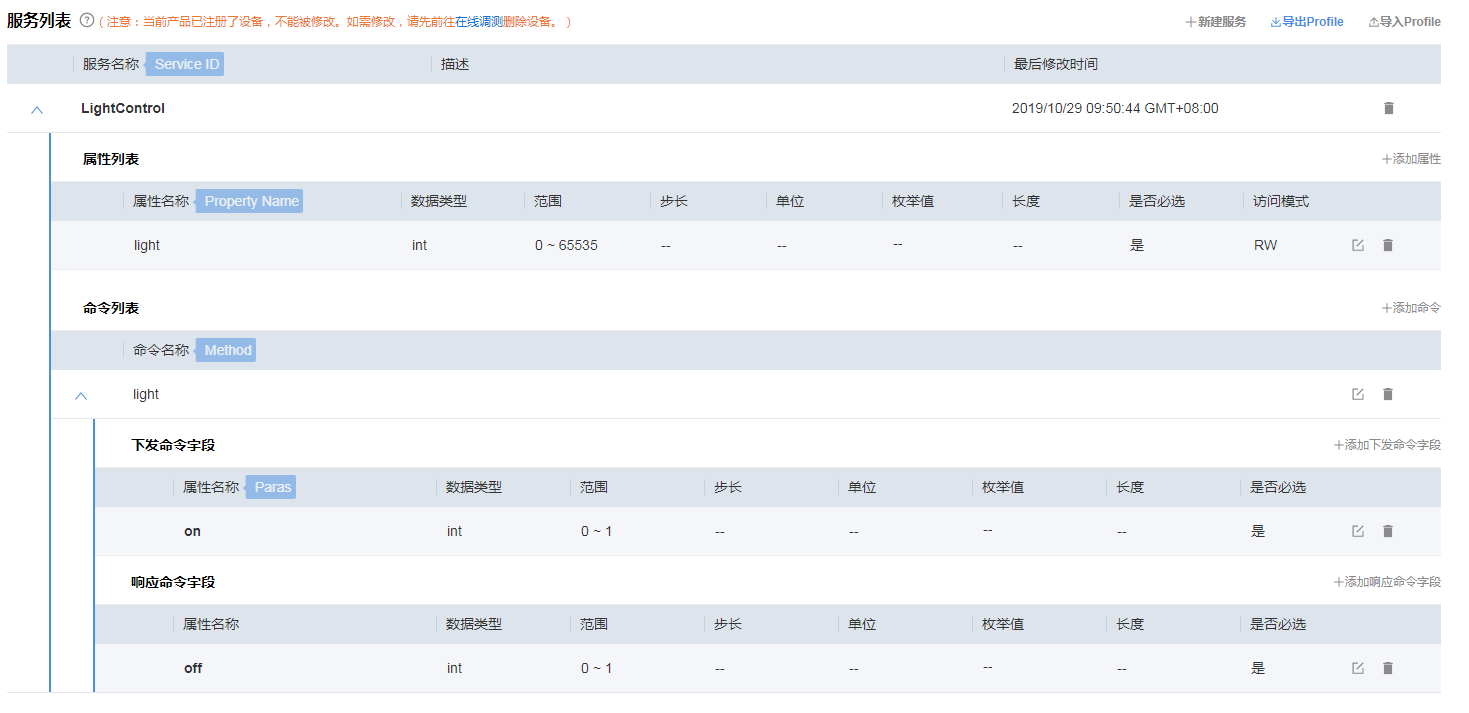 服务列表 ? ( 注意：当前产品已注册了设备，不能被修改。如需修改，请先前往在线调测删除设备。 ) 新建服务 导出Profile 导入Profile
服务名称 Service ID 描述 最后修改时间
LightControl 2019/10/29 09:50:44 GMT+08:00
属性列表 +添加属性
属性名称 Property Name 数据类型 范围 步长 单位 枚举值 长度 是否必选 访问模式
light int 0 ~ 65535 -- -- -- -- 是 RW
命令列表 +添加命令
命令名称 Method
light
下发命令字段 +添加下发命令字段
属性名称 Paras 数据类型 范围 步长 单位 枚举值 长度 是否必选
on int 0 ~ 1 -- -- -- -- 是
响应命令字段 +添加响应命令字段
属性名称 数据类型 范围 步长 单位 枚举值 长度 是否必选
off int 0 ~ 1 -- -- -- -- 是